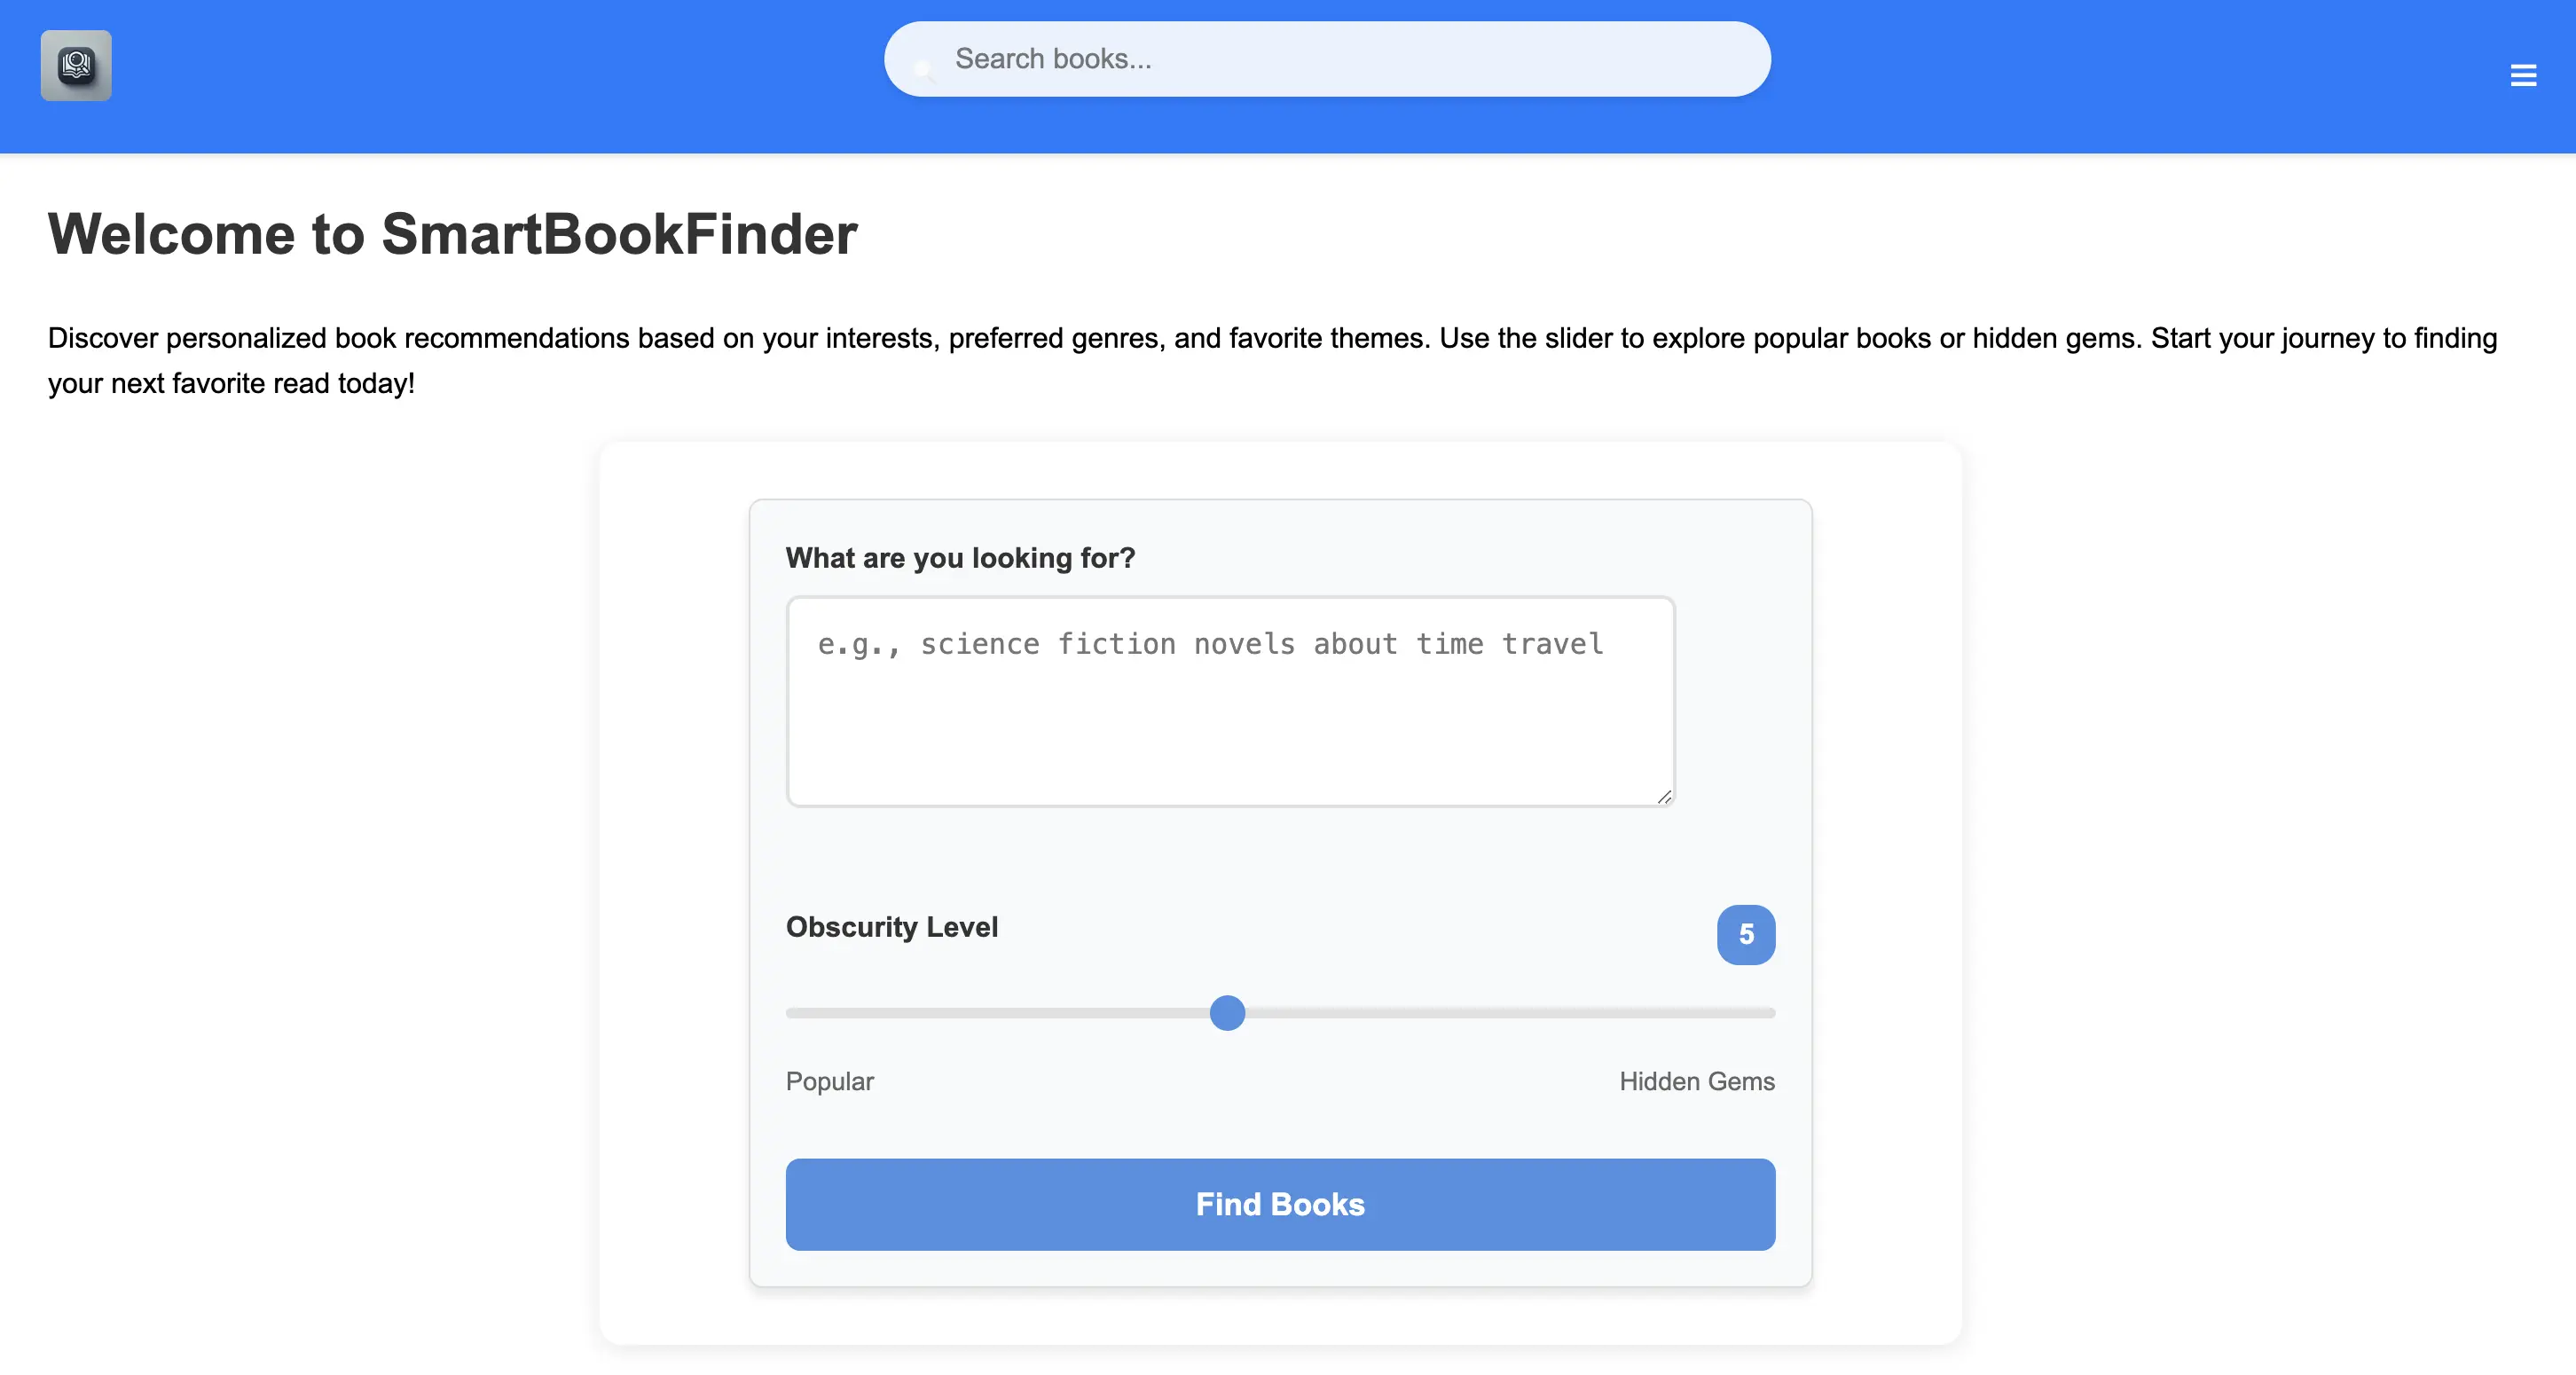 Search books...
Welcome to SmartBookFinder
Discover personalized book recommendations based on your interests, preferred genres, and favorite themes. Use the slider to explore popular books or hidden gems. Start your journey to finding
your next favorite read today!
What are you looking for?
e.g., science fiction novels about time travel
Obscurity Level
5
Popular
Hidden Gems
Find Books